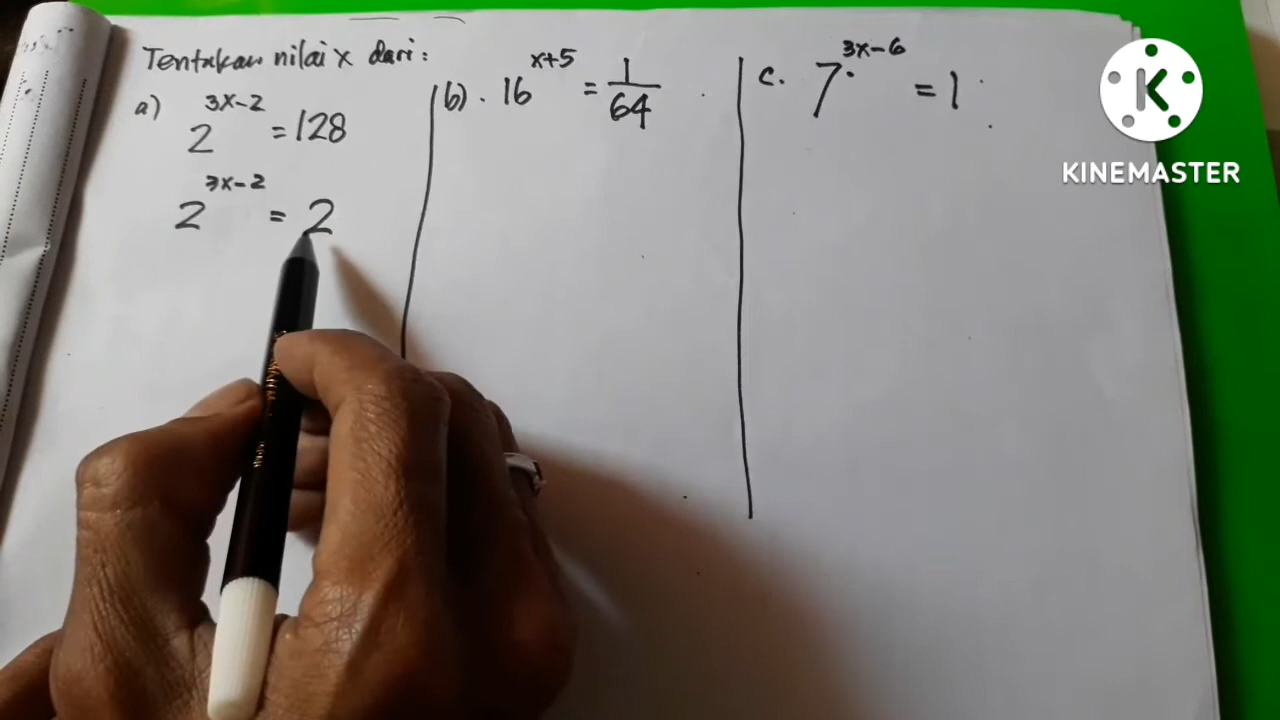 Tentukan nilai x dari :
a) 2^{3x-2} = 128
2^{3x-2} = 2
b). 16^{x+5} = \frac{1}{64}
c. 7^{3x-6} = 1
KINEMASTER